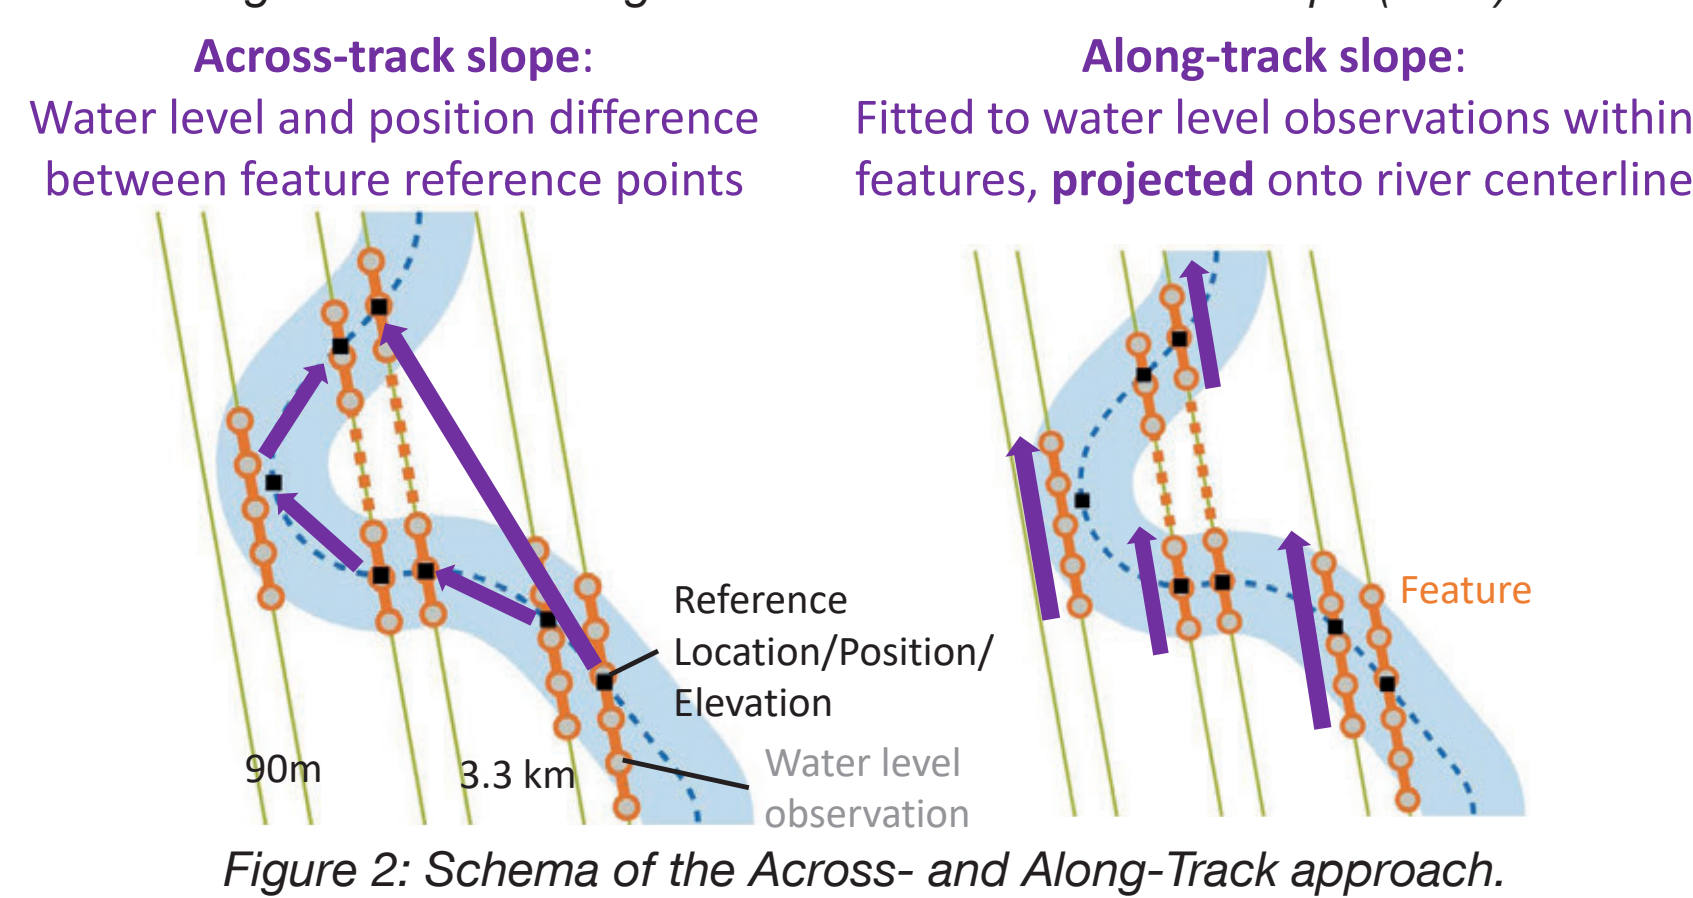 Across-track slope:
Water level and position difference
between feature reference points
Along-track slope:
Fitted to water level observations within
features, projected onto river centerline
Reference
Location/Position/
Elevation
Feature
90m
3.3 km
Water level
observation
Figure 2: Schema of the Across- and Along-Track approach.